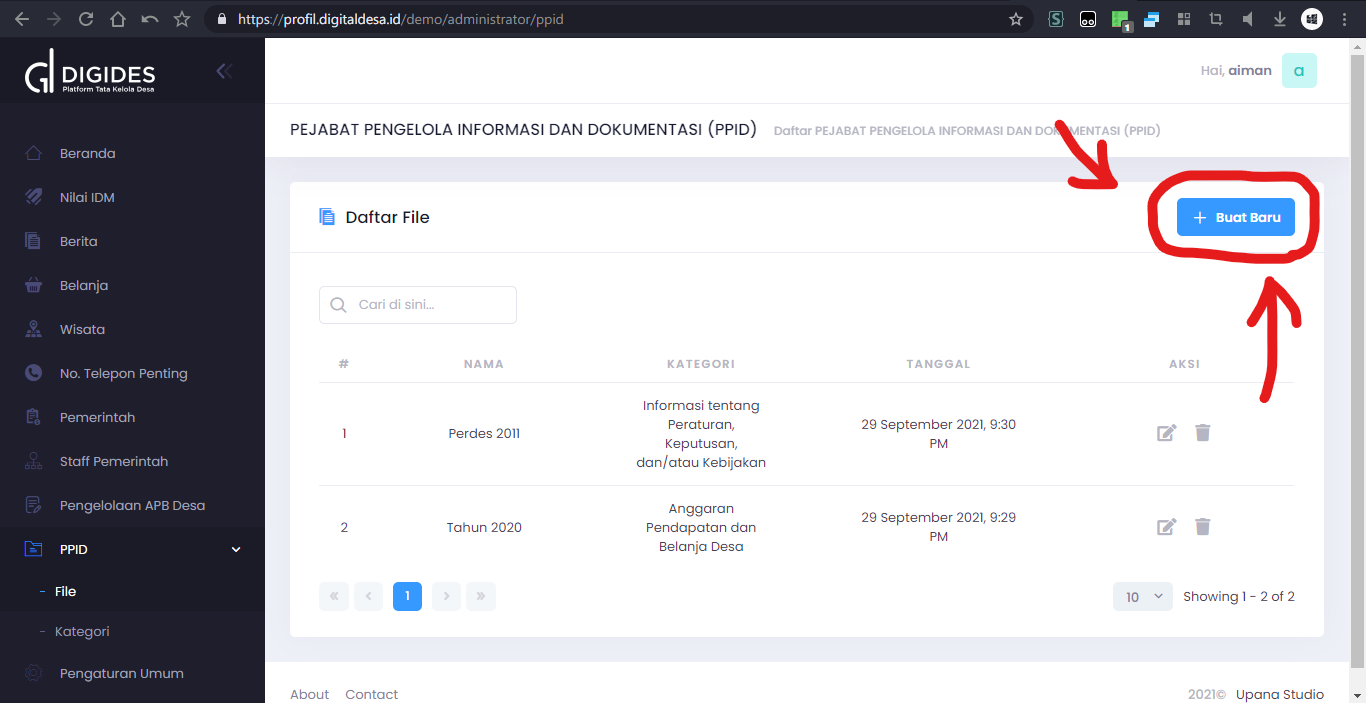 https://profil.digitaldesa.id/demo/administrator/ppid
S
1
DIGIDES
Platform Tata Kelola Desa
Hai, aiman
a
PEJABAT PENGELOLA INFORMASI DAN DOKUMENTASI (PPID)
Daftar PEJABAT PENGELOLA INFORMASI DAN DOKUMENTASI (PPID)
Beranda
Nilai IDM
Berita
Belanja
Wisata
No. Telepon Penting
Pemerintah
Staff Pemerintah
Pengelolaan APB Desa
PPID
- File
- Kategori
Pengaturan Umum
Daftar File
+ Buat Baru
Cari di sini...
# NAMA KATEGORI TANGGAL AKSI
1
Perdes 2011
Informasi tentang
Peraturan,
Keputusan,
dan/atau Kebijakan
29 September 2021, 9:30
PM
2
Tahun 2020
Anggaran
Pendapatan dan
Belanja Desa
29 September 2021, 9:29
PM
« ‹ 1 › »
10
Showing 1 - 2 of 2
About Contact
2021© Upana Studio